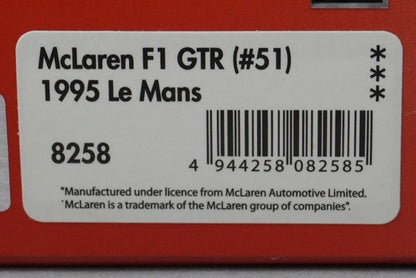 McLaren F1 GTR (#51)
1995 Le Mans
***
8258
4 944258 082585
"Manufactured under licence from McLaren Automotive Limited.
`McLaren is a trademark of the McLaren group of companies".